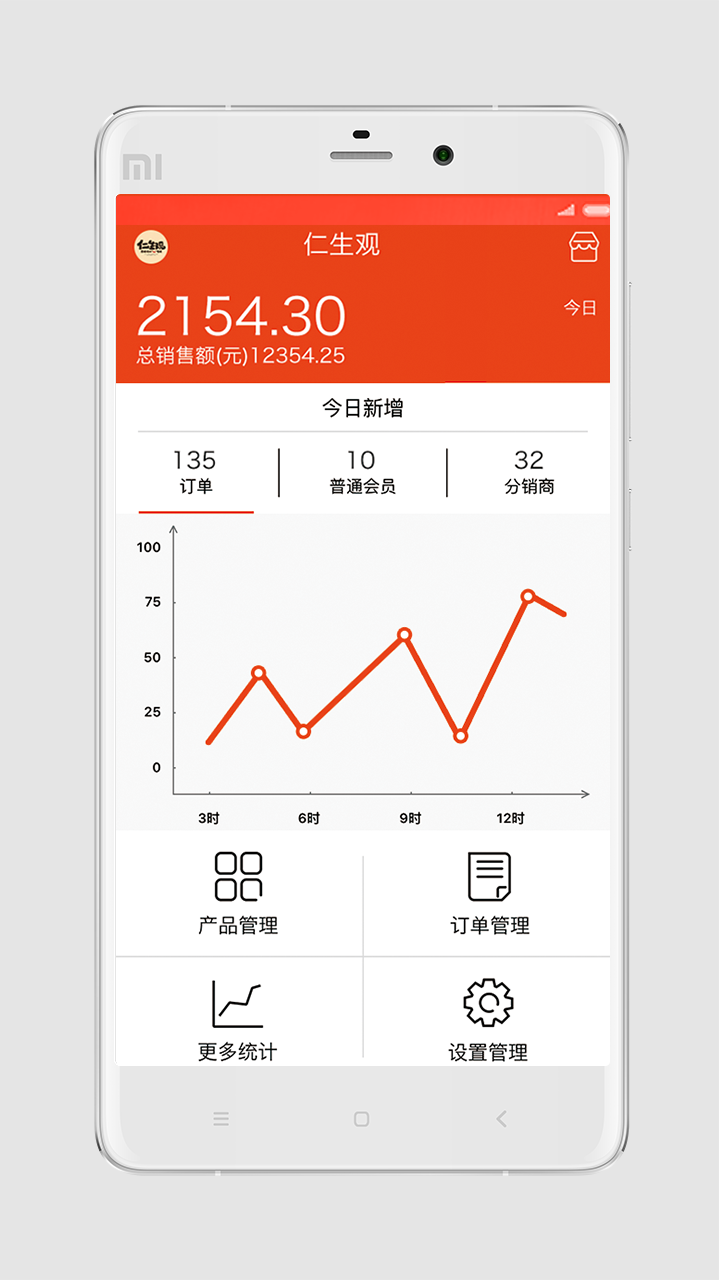 MI
仁生观
仁生观
2154.30
今日
总销售额(元)12354.25
今日新增
135
10
32
订单
普通会员
分销商
100
75
50
25
0
3时
6时
9时
12时
产品管理
订单管理
更多统计
设置管理